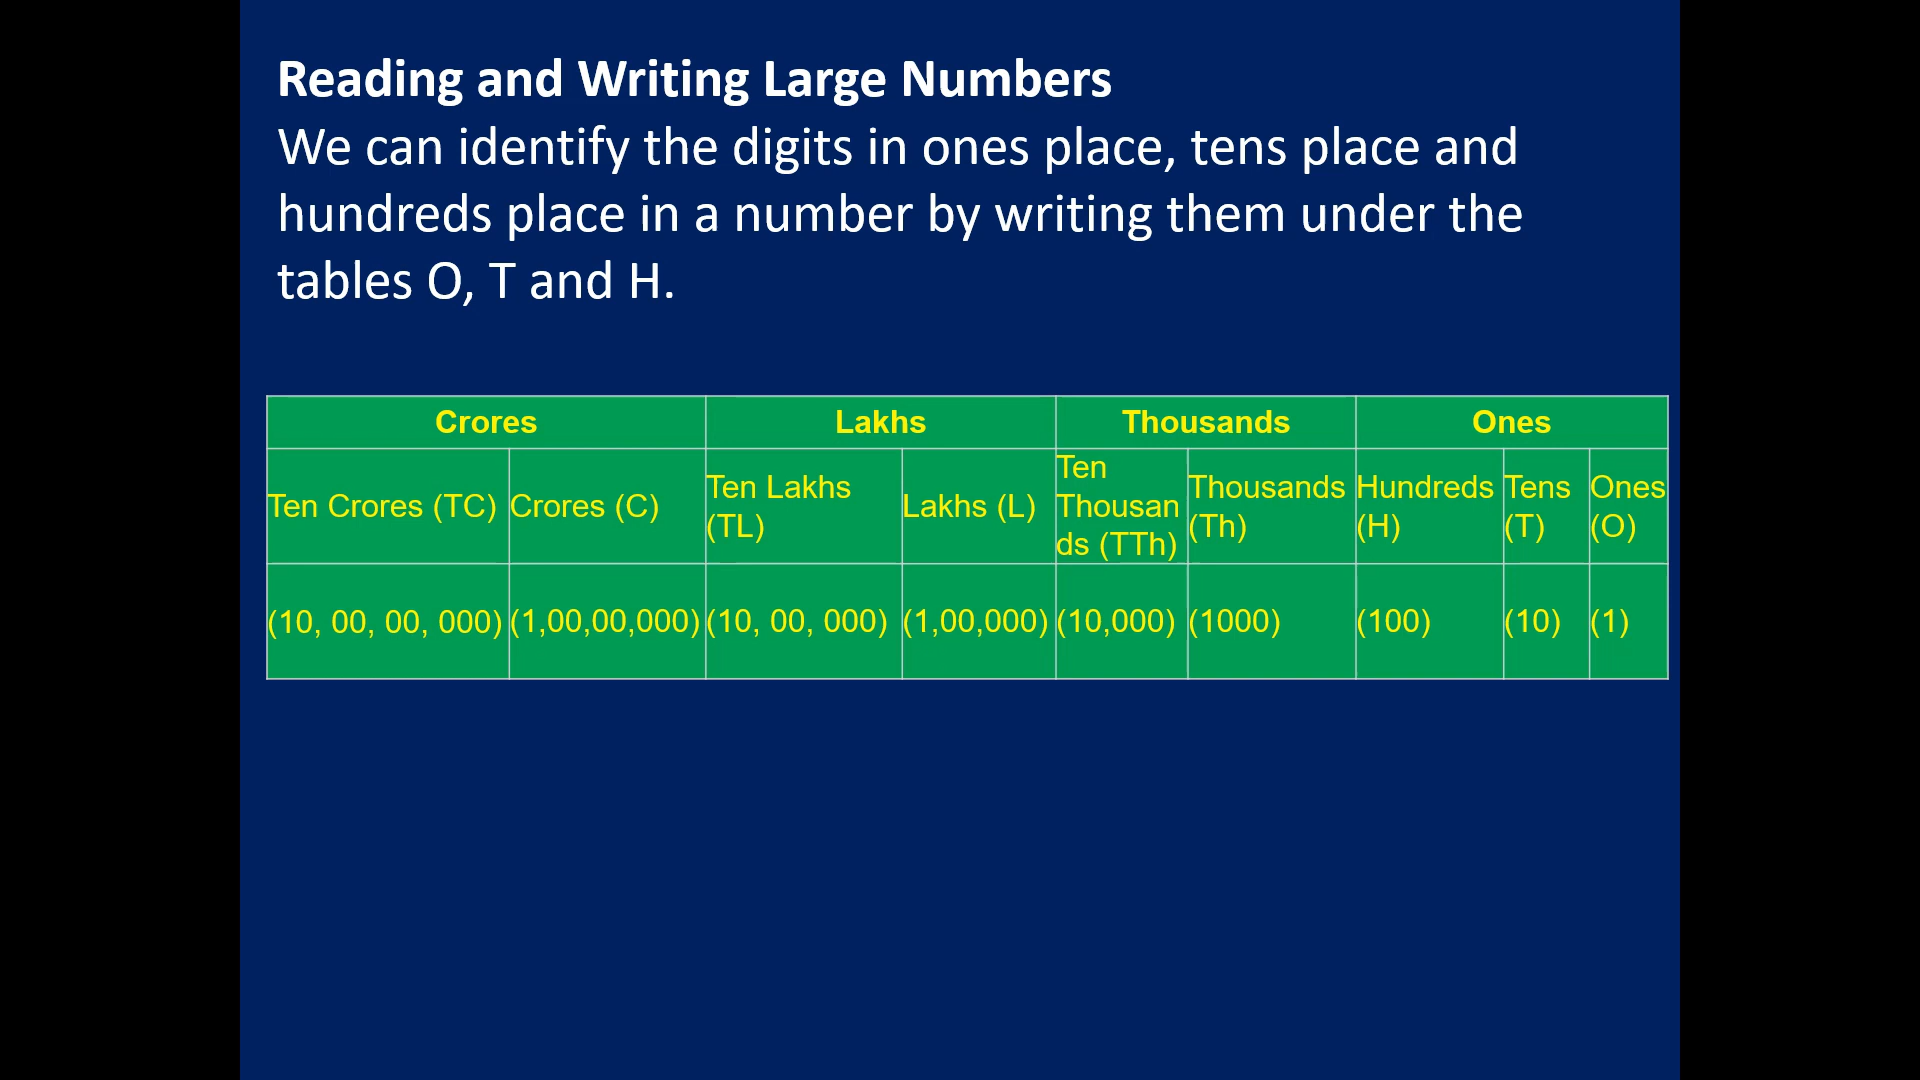 Reading and Writing Large Numbers
We can identify the digits in ones place, tens place and
hundreds place in a number by writing them under the
tables O, T and H.
Crores Lakhs Thousands Ones
Ten Crores (TC) Crores (C) Ten Lakhs (TL) Lakhs (L) Ten Thousands (TTh) Thousands (Th) Hundreds (H) Tens (T) Ones (O)
(10, 00, 00, 000) (1,00,00,000) (10, 00, 000) (1,00,000) (10,000) (1000) (100) (10) (1)